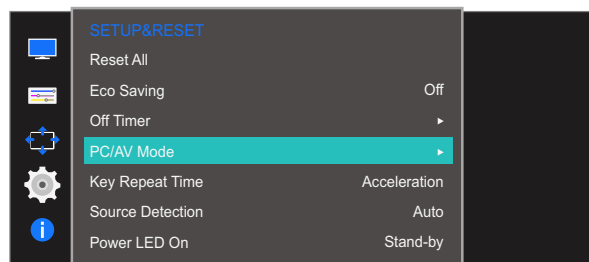 SETUP&RESET
Reset All
Eco Saving Off
Off Timer
PC/AV Mode
Key Repeat Time Acceleration
Source Detection Auto
Power LED On Stand-by